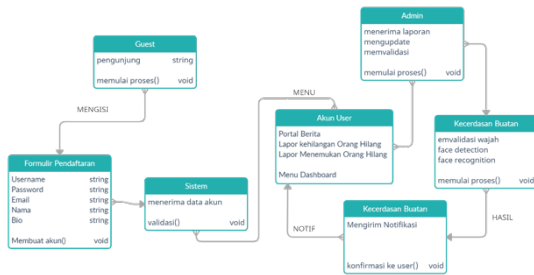 Guest
pengunjung string
memulai proses() void
MENGISI
Formulir Pendaftaran
Username string
Password string
Email string
Nama string
Bio string
Membuat akun() void
Sistem
menerima data akun
validasi() void
MENU
Akun User
Portal Berita
Lapor kehilangan Orang Hilang
Lapor Menemukan Orang Hilang
Menu Dashboard
Admin
menerima laporan
mengupdate
memvalidasi
memulai proses() void
Kecerdasan Buatan
emvalidasi wajah
face detection
face recognition
memulai proses() void
HASIL
Kecerdasan Buatan
Mengirim Notifikasi
konfirmasi ke user() void
NOTIF